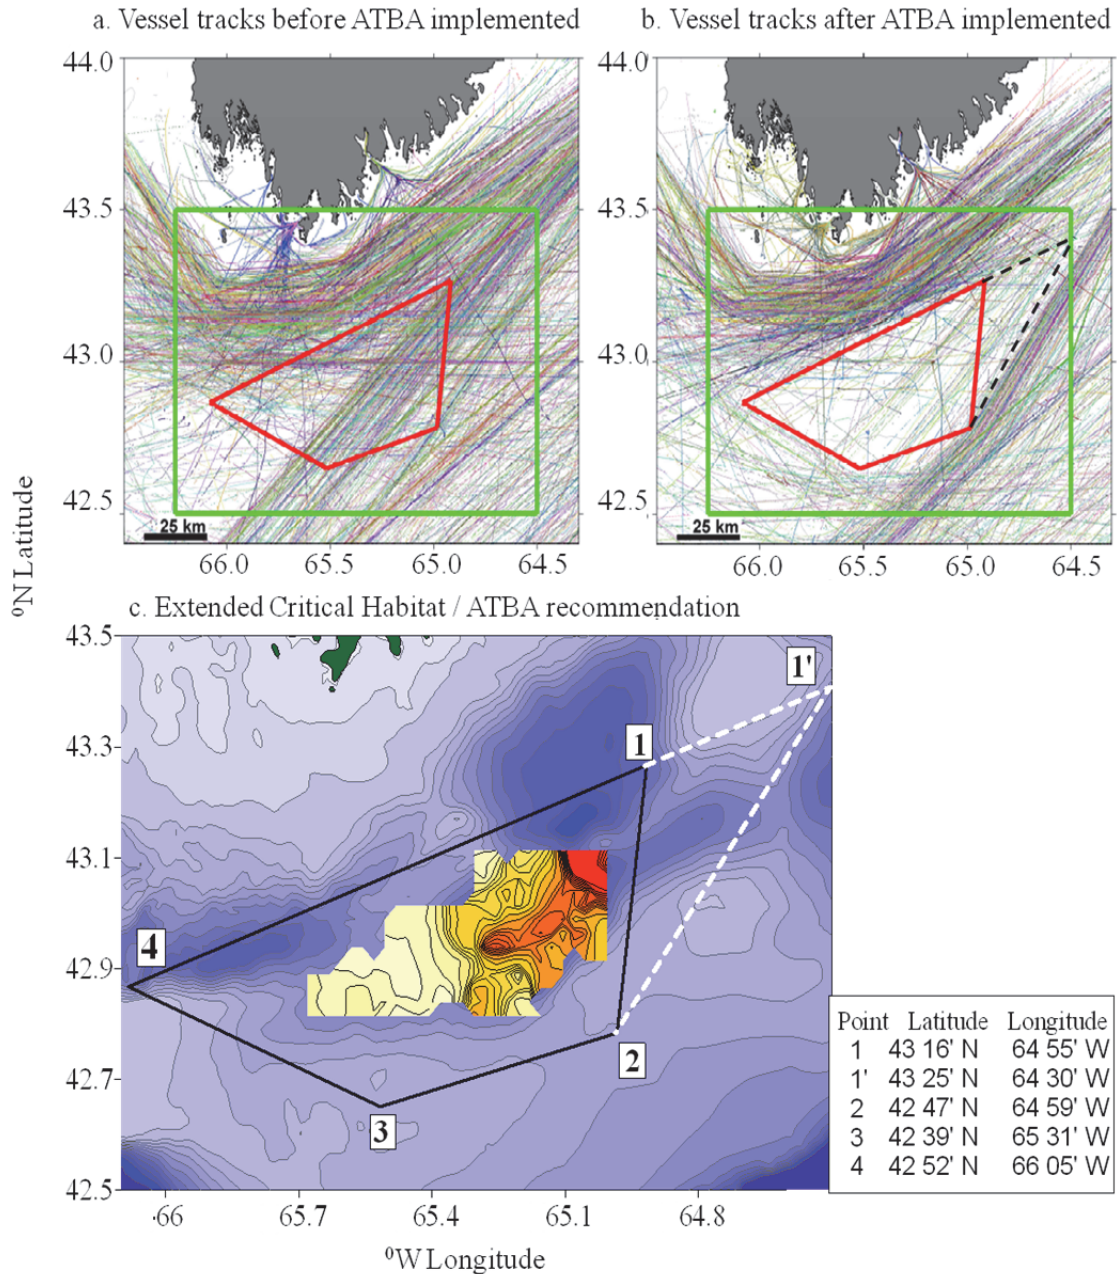 a. Vessel tracks before ATBA implemented
b. Vessel tracks after ATBA implemented
44.0
43.5
43.0
42.5
25 km
66.0 65.5 65.0 64.5
44.0
43.5
43.0
42.5
25 km
66.0 65.5 65.0 64.5
⁰N Latitude
c. Extended Critical Habitat / ATBA recommendation
43.5
43.3
43.1
42.9
42.7
42.5
1'
1
4
2
3
66 65.7 65.4 65.1 64.8
⁰W Longitude
Point Latitude Longitude
1 43 16' N 64 55' W
1' 43 25' N 64 30' W
2 42 47' N 64 59' W
3 42 39' N 65 31' W
4 42 52' N 66 05' W